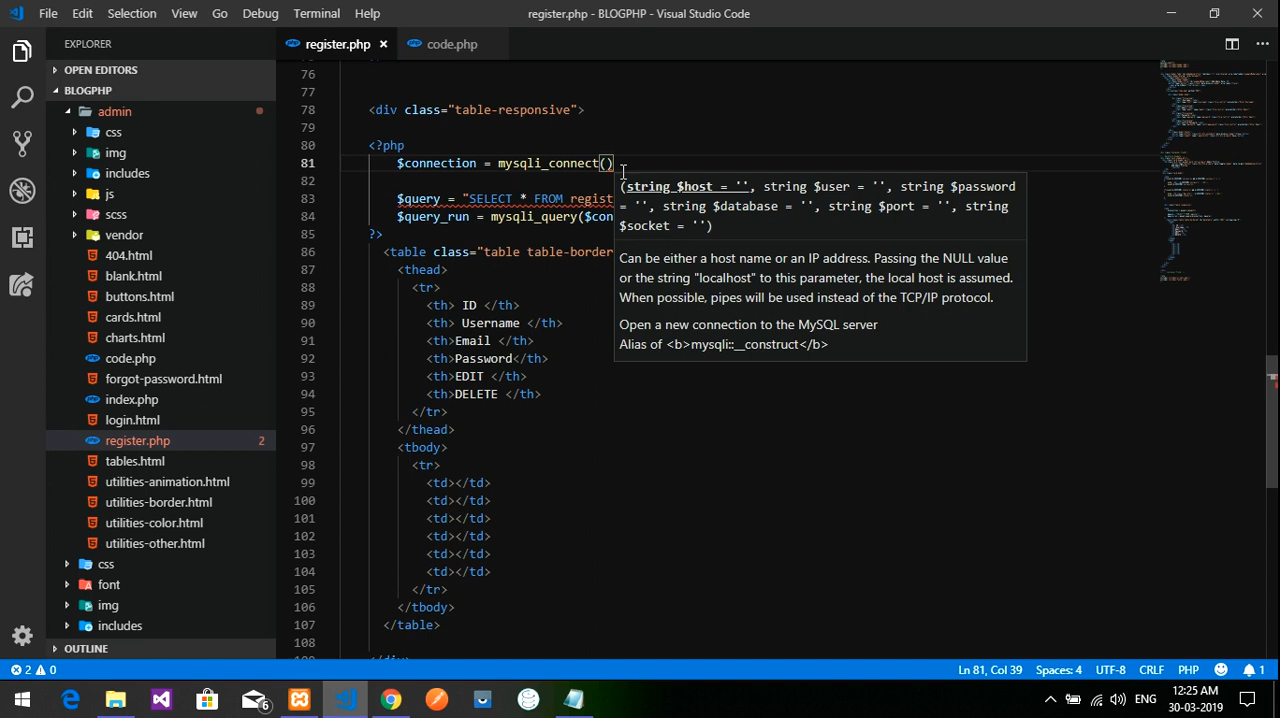 File Edit Selection View Go Debug Terminal Help register.php - BLOGPHP - Visual Studio Code
EXPLORER
OPEN EDITORS
BLOGPHP
admin
css
img
includes
js
scss
vendor
404.html
blank.html
buttons.html
cards.html
charts.html
code.php
forgot-password.html
index.php
login.html
register.php 2
tables.html
utilities-animation.html
utilities-border.html
utilities-color.html
utilities-other.html
css
font
img
includes
OUTLINE
register.php × code.php
76
77
78 <div class="table-responsive">
79
80 <?php
81 $connection = mysqli_connect()
82
83 $query = "SELECT * FROM regist
84 $query_run = mysqli_query($con
85 ?>
86 <table class="table table-border
87 <thead>
88 <tr>
89 <th> ID </th>
90 <th> Username </th>
91 <th>Email </th>
92 <th>Password</th>
93 <th>EDIT </th>
94 <th>DELETE </th>
95 </tr>
96 </thead>
97 <tbody>
98 <tr>
99 <td></td>
100 <td></td>
101 <td></td>
102 <td></td>
103 <td></td>
104 <td></td>
105 </tr>
106 </tbody>
107 </table>
108
(string $host = '', string $user = '', string $password
= '', string $database = '', string $port = '', string
$socket = '')
Can be either a host name or an IP address. Passing the NULL value
or the string "localhost" to this parameter, the local host is assumed.
When possible, pipes will be used instead of the TCP/IP protocol.
Open a new connection to the MySQL server
Alias of <b>mysqli::__construct</b>
2 0 Ln 81, Col 39 Spaces: 4 UTF-8 CRLF PHP 1
6 ENG 12:25 AM
30-03-2019